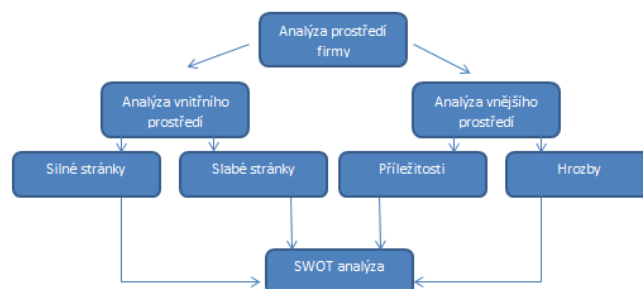 Analýza prostředí
firmy
Analýza vnitřního
prostředí
Analýza vnějšího
prostředí
Silné stránky
Slabé stránky
Příležitosti
Hrozby
SWOT analýza